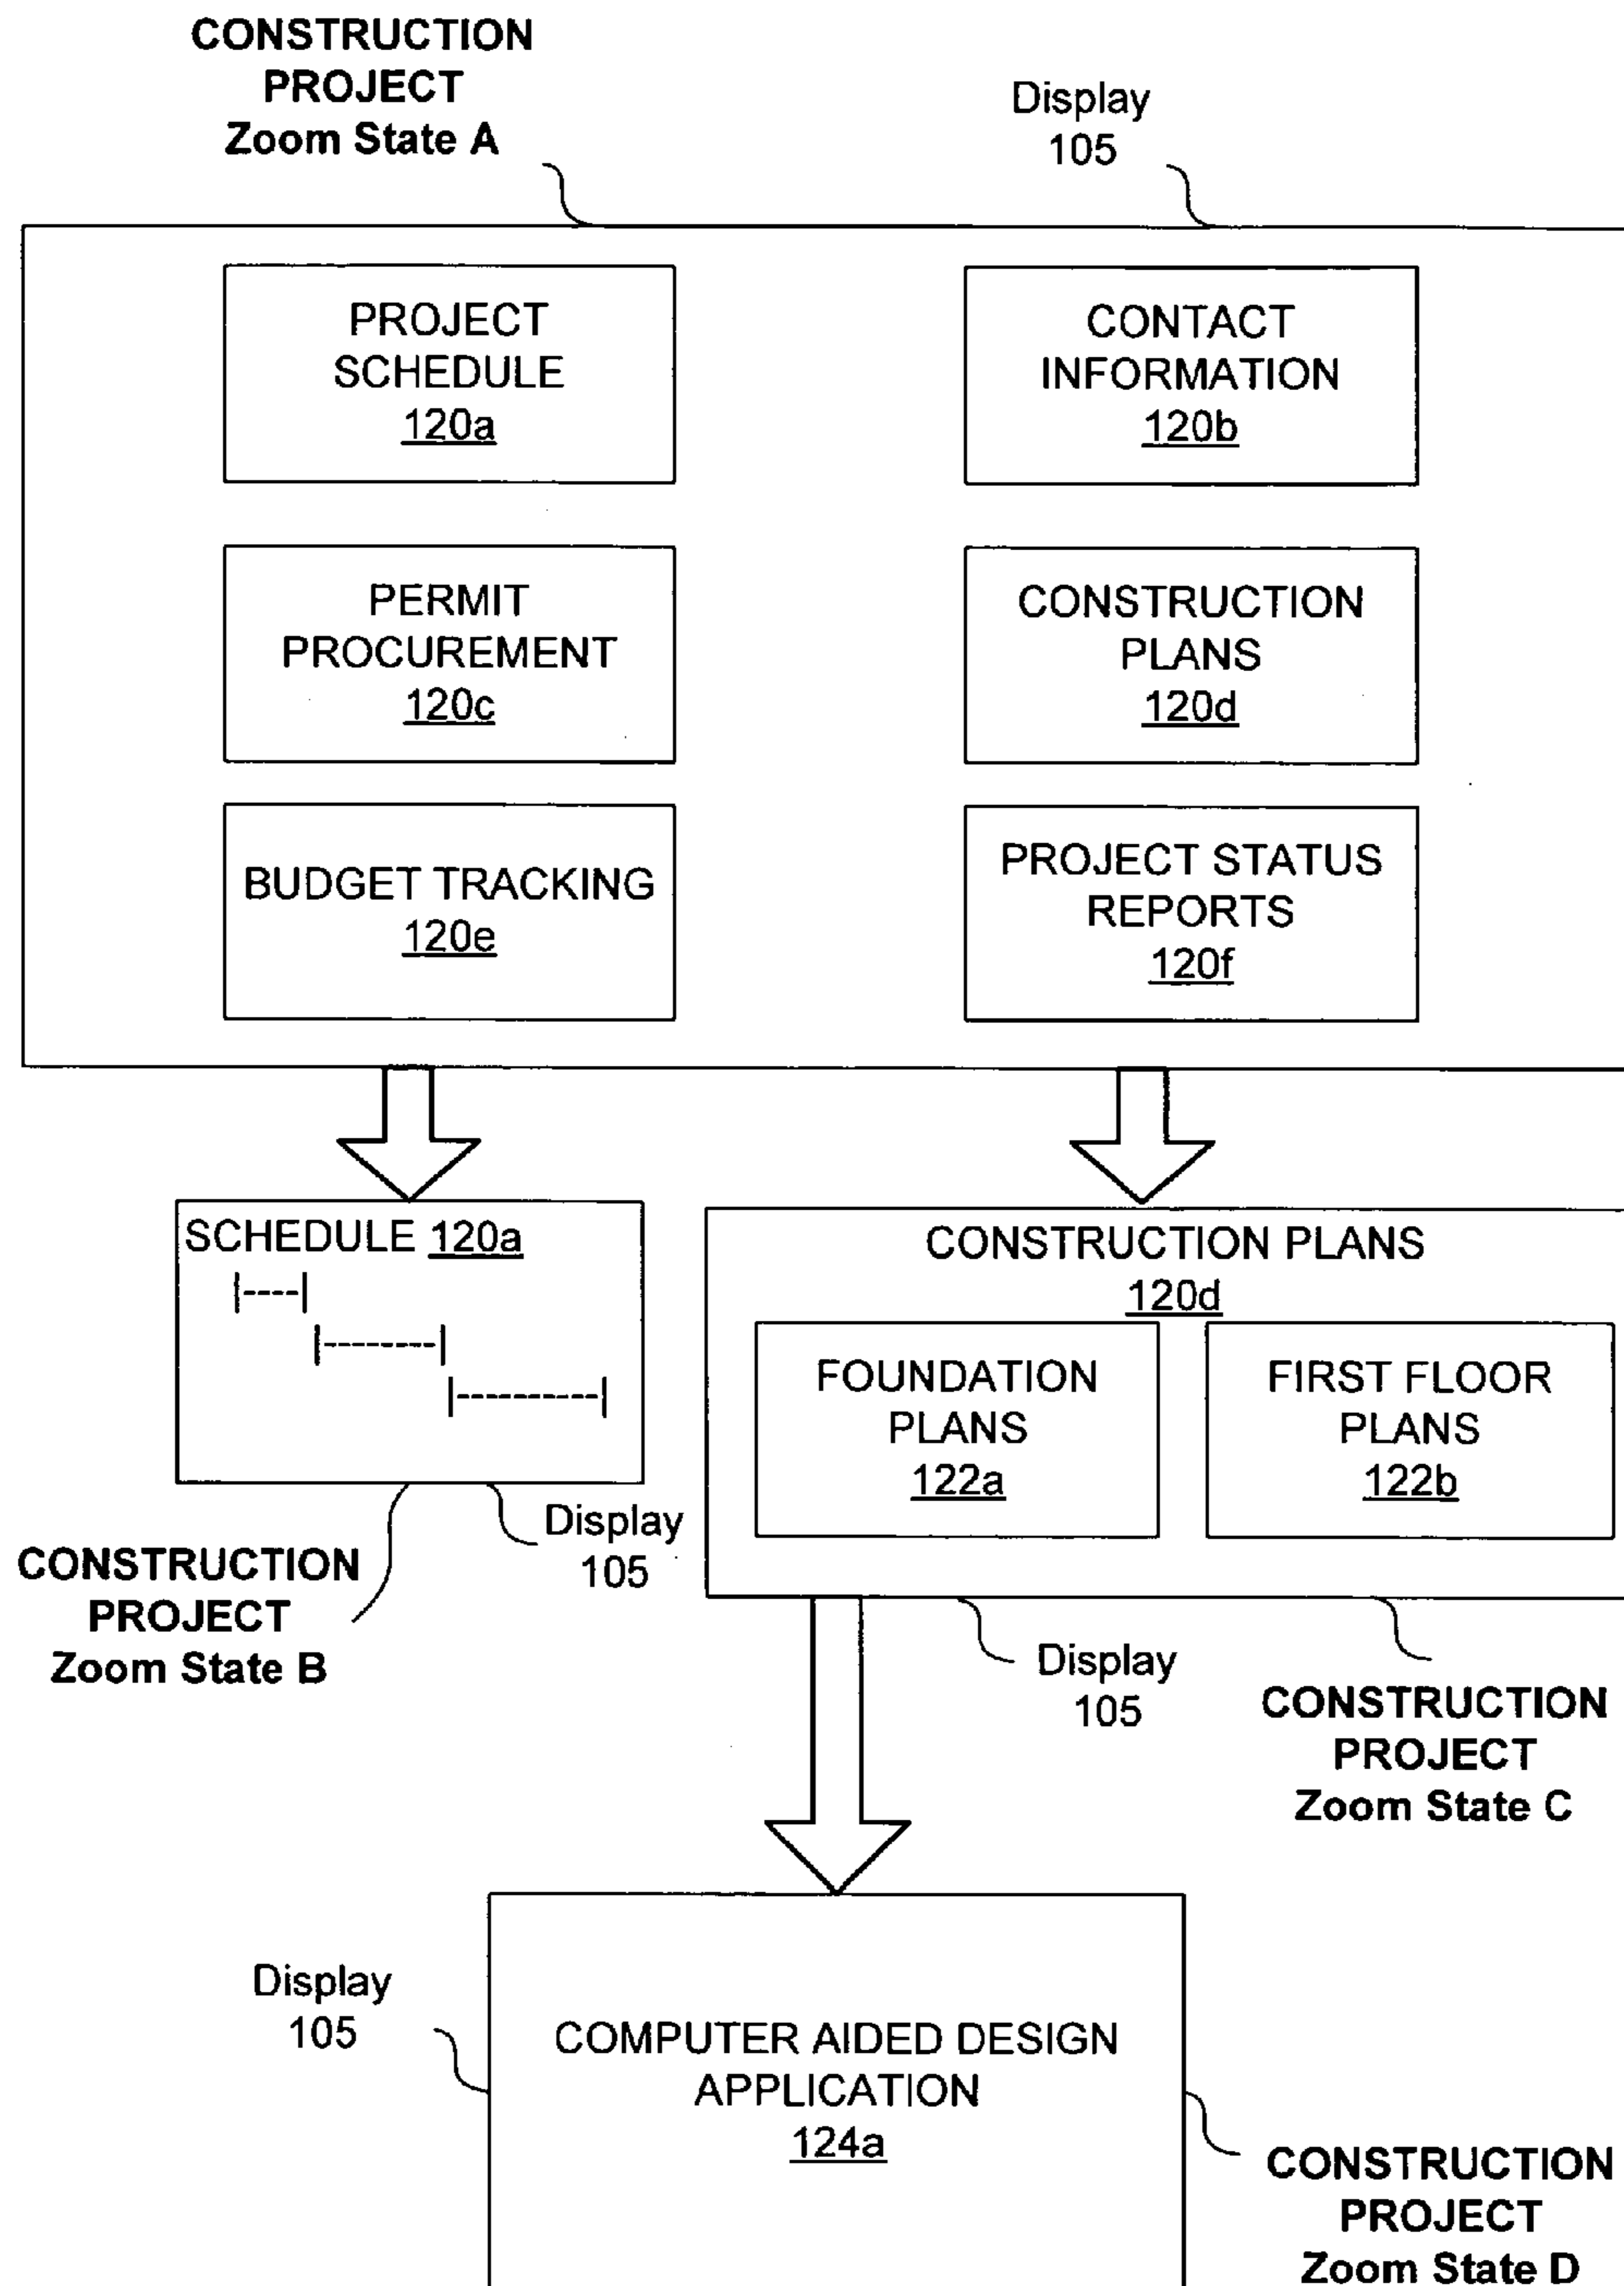 CONSTRUCTION
PROJECT
Zoom State A
Display
105
PROJECT
SCHEDULE
120a
CONTACT
INFORMATION
120b
PERMIT
PROCUREMENT
120c
CONSTRUCTION
PLANS
120d
BUDGET TRACKING
120e
PROJECT STATUS
REPORTS
120f
SCHEDULE 120a
CONSTRUCTION PLANS
120d
FOUNDATION
PLANS
122a
FIRST FLOOR
PLANS
122b
Display
105
CONSTRUCTION
PROJECT
Zoom State B
Display
105
CONSTRUCTION
PROJECT
Zoom State C
Display
105
COMPUTER AIDED DESIGN
APPLICATION
124a
CONSTRUCTION
PROJECT
Zoom State D